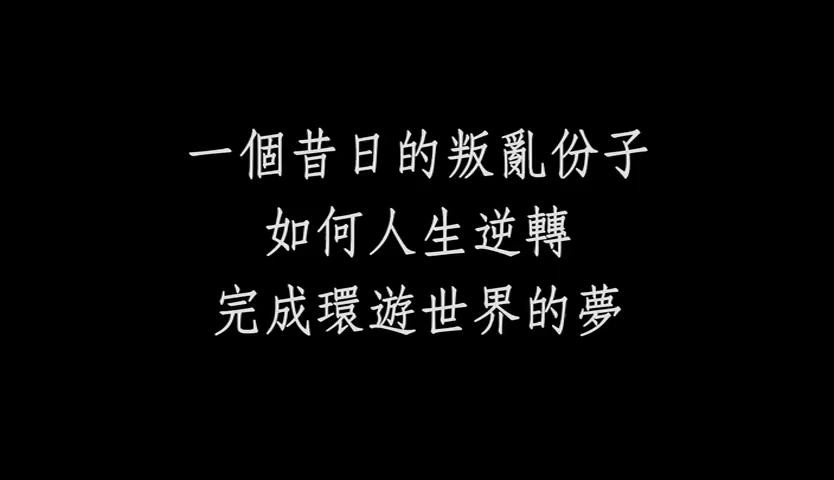 一個昔日的叛亂份子
如何人生逆轉
完成環遊世界的夢